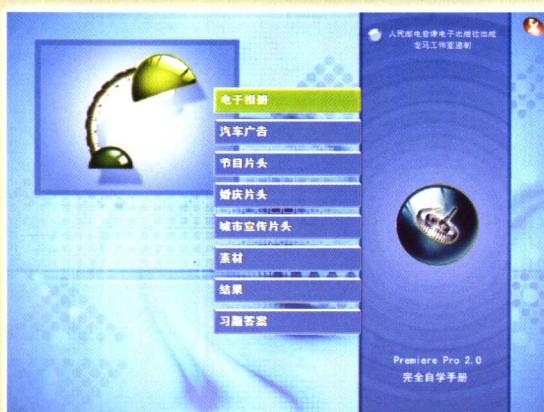 人民邮电音像电子出版社出版
龙马工作室监制
电子相册
汽车广告
节目片头
婚庆片头
城市宣传片头
素材
结果
习题答案
Premiere Pro 2.0
完全自学手册